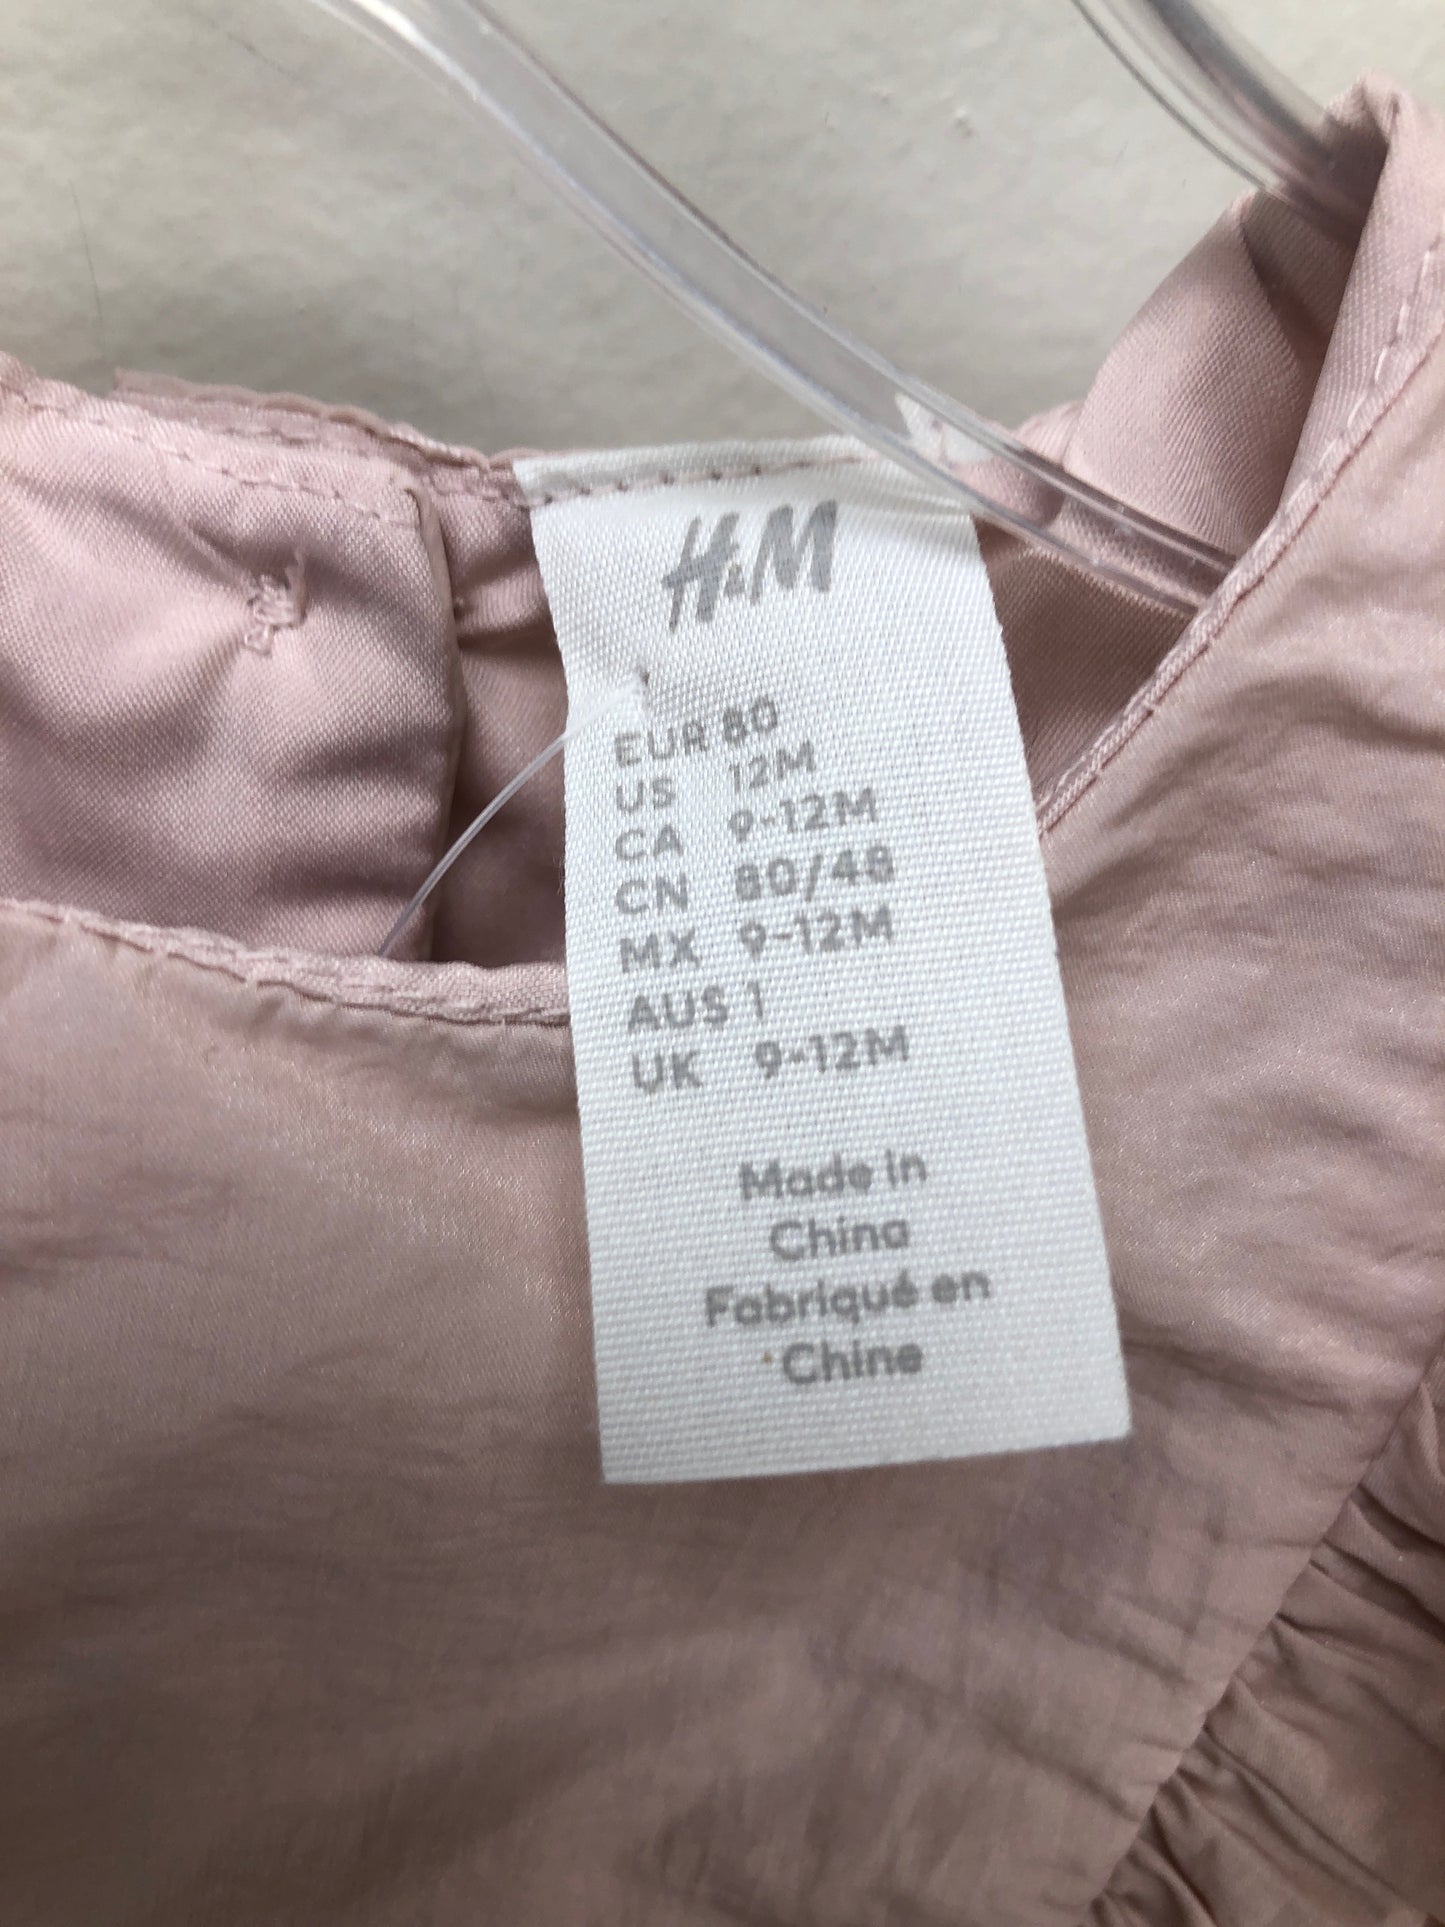 H&M
EUR 80
US 12M
CA 9-12M
CN 80/48
MX 9-12M
AUS 1
UK 9-12M
Made in
China
Fabriqué en
Chine